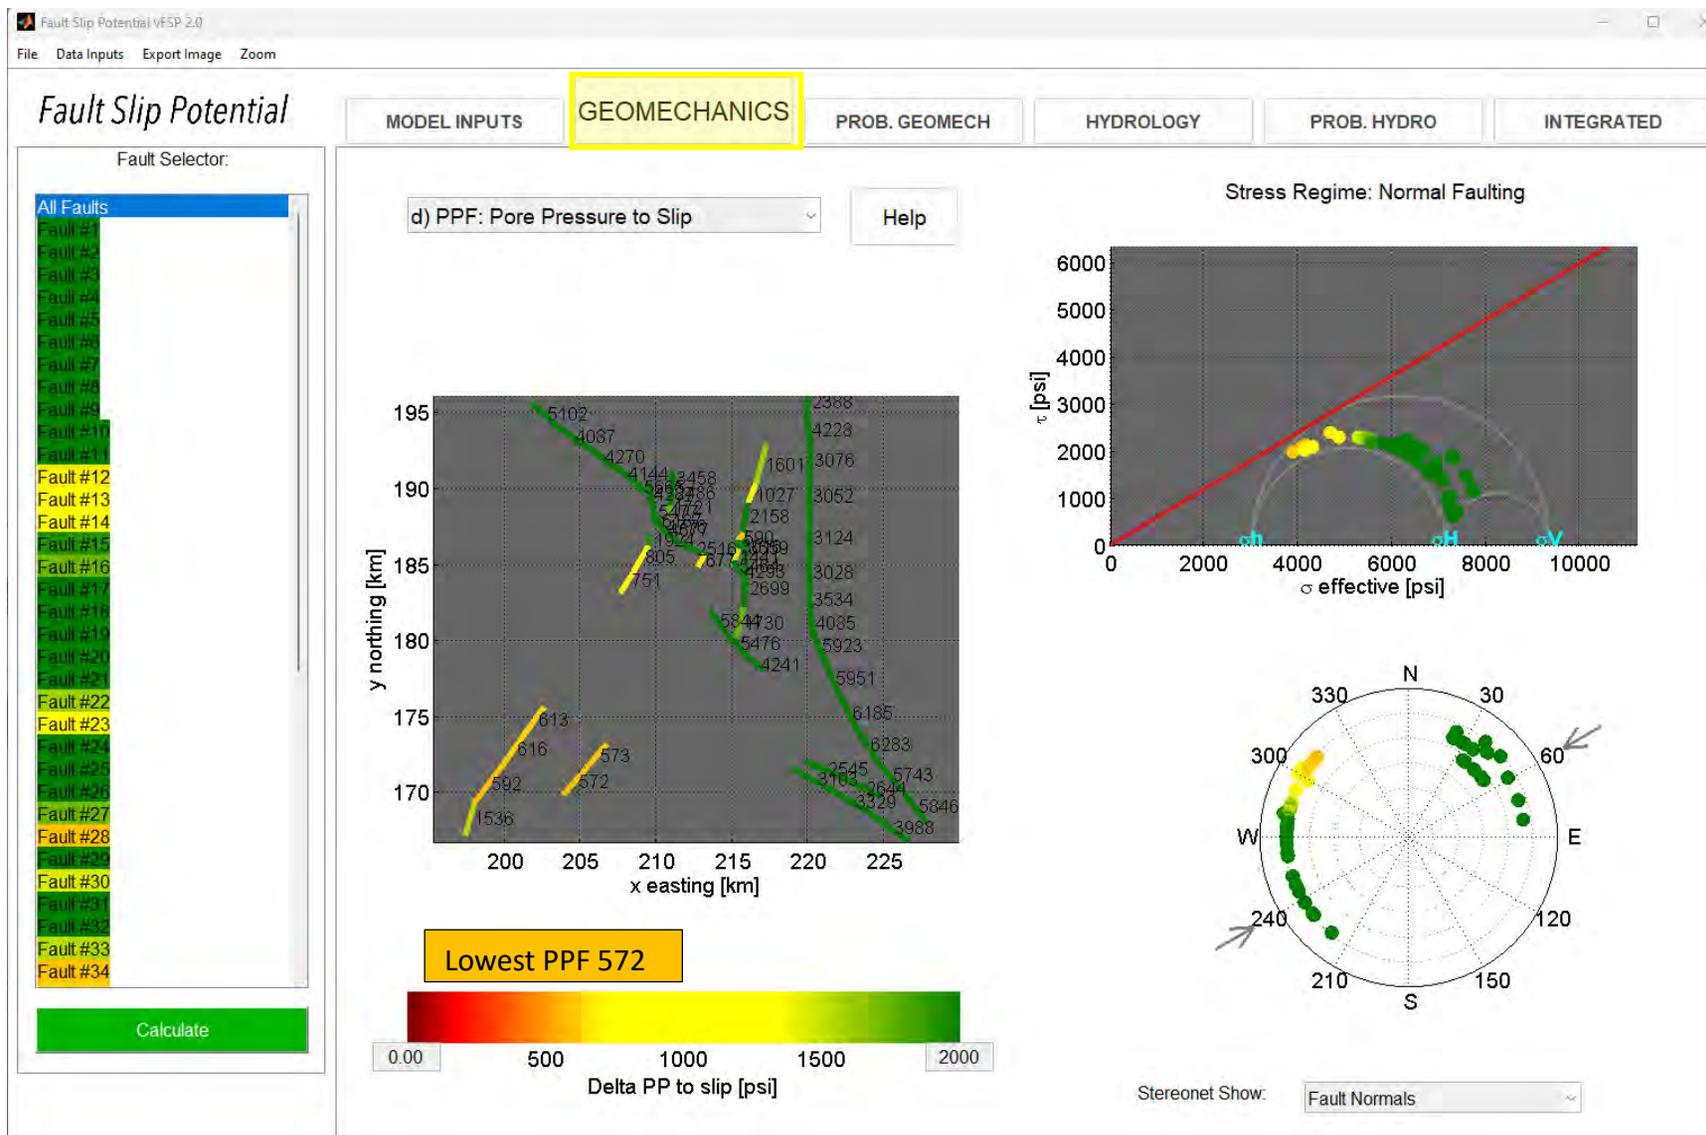 Fault Slip Potential vFSP 2.0
File Data Inputs Export Image Zoom
Fault Slip Potential
MODEL INPUTS
GEOMECHANICS
PROB. GEOMECH
HYDROLOGY
PROB. HYDRO
INTEGRATED
Fault Selector:
All Faults
Fault #1
Fault #2
Fault #3
Fault #4
Fault #5
Fault #6
Fault #7
Fault #8
Fault #9
Fault #10
Fault #11
Fault #12
Fault #13
Fault #14
Fault #15
Fault #16
Fault #17
Fault #18
Fault #19
Fault #20
Fault #21
Fault #22
Fault #23
Fault #24
Fault #25
Fault #26
Fault #27
Fault #28
Fault #29
Fault #30
Fault #31
Fault #32
Fault #33
Fault #34
Calculate
d) PPF: Pore Pressure to Slip
Help
195
190
185
180
175
170
y northing [km]
200 205 210 215 220 225
x easting [km]
5102
4087
4270
4144
3458
1601
1027
2158
590
2699
805
751
5476
4241
613
616
592
1536
573
572
2388
4228
3076
3052
3124
3028
3534
4085
5923
5951
6185
6283
5743
5846
2545
3103
2644
3329
3988
Lowest PPF 572
0.00 500 1000 1500 2000
Delta PP to slip [psi]
Stress Regime: Normal Faulting
6000
5000
4000
3000
2000
1000
0
τ [psi]
σh σH σV
0 2000 4000 6000 8000 10000
σ effective [psi]
N
30
60
E
120
150
S
210
240
W
300
330
Stereonet Show:
Fault Normals